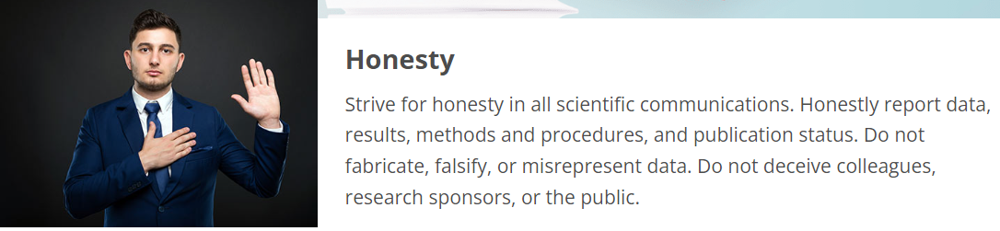 Honesty
Strive for honesty in all scientific communications. Honestly report data,
results, methods and procedures, and publication status. Do not
fabricate, falsify, or misrepresent data. Do not deceive colleagues,
research sponsors, or the public.